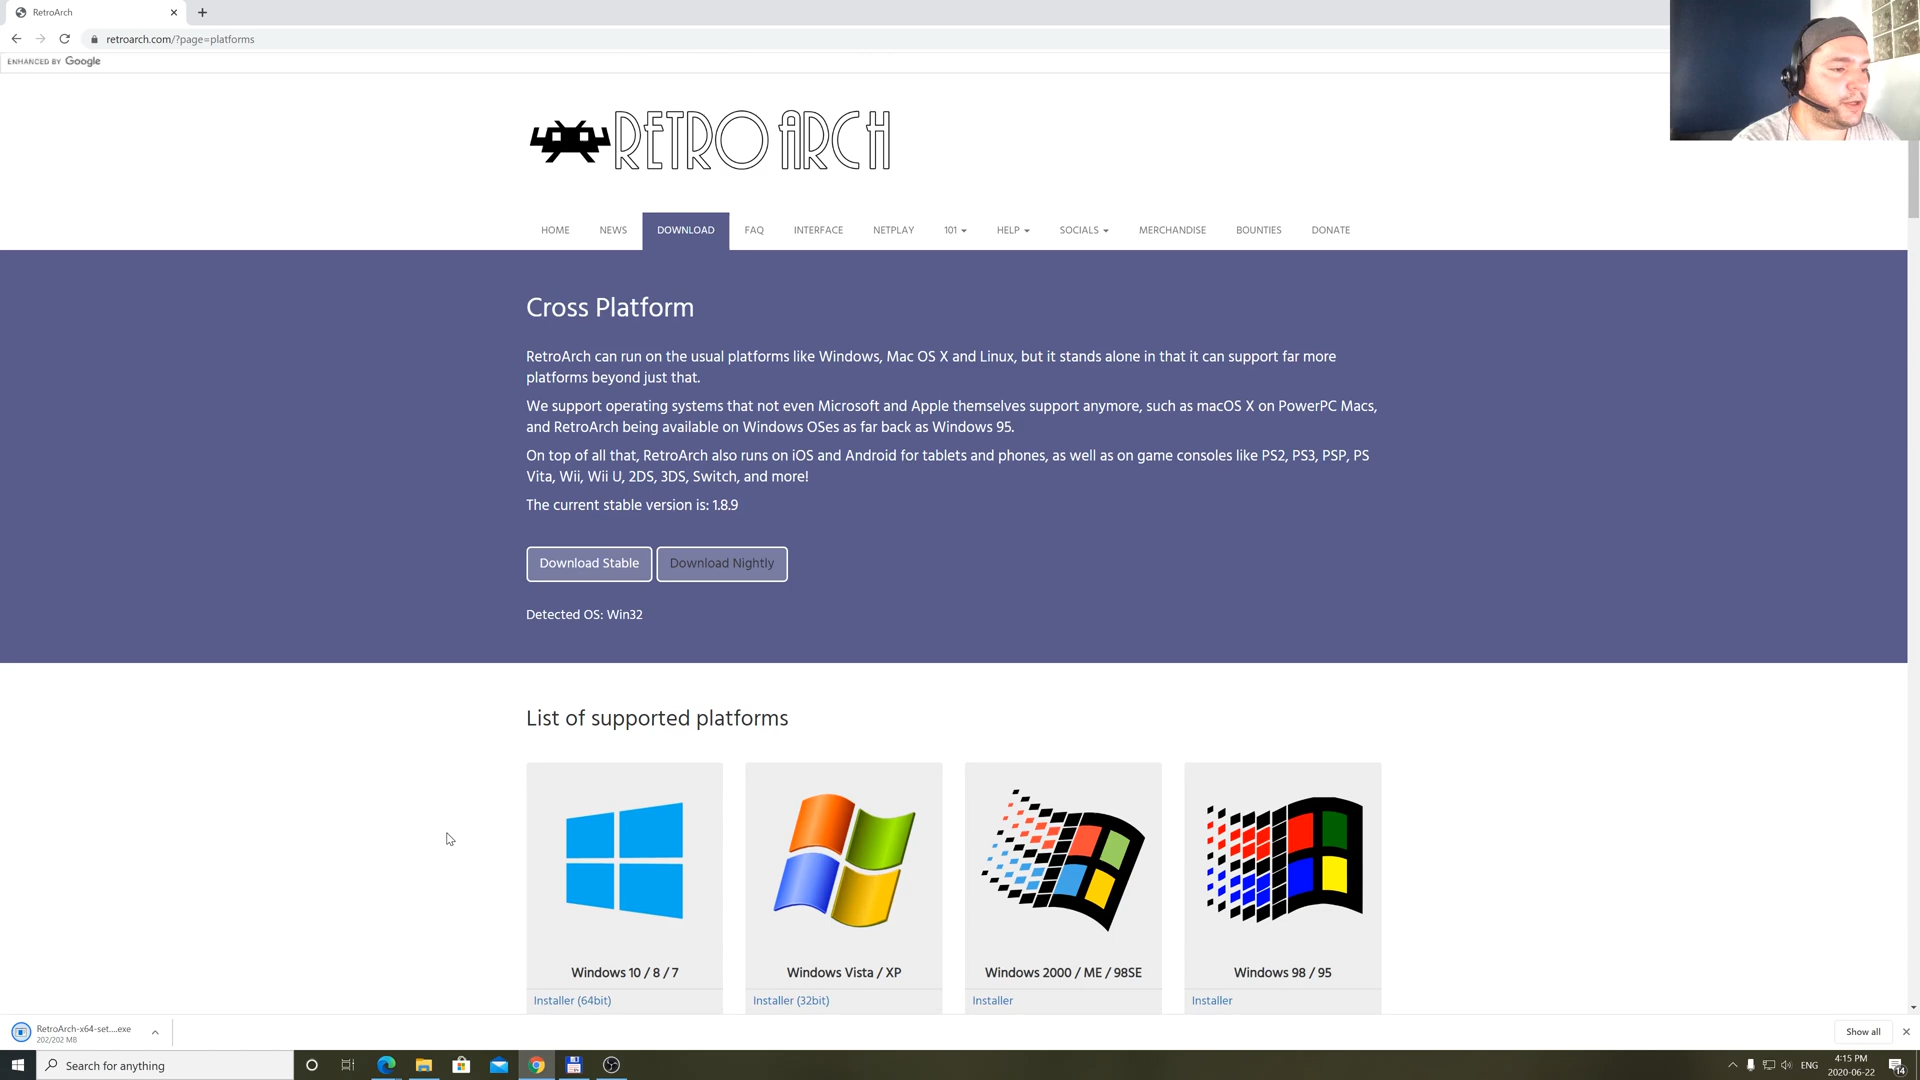 RetroArch
retroarch.com/?page=platforms
ENHANCED BY Google
RETROARCH
HOME NEWS DOWNLOAD FAQ INTERFACE NETPLAY 101 HELP SOCIALS MERCHANDISE BOUNTIES DONATE
Cross Platform
RetroArch can run on the usual platforms like Windows, Mac OS X and Linux, but it stands alone in that it can support far more
platforms beyond just that.
We support operating systems that not even Microsoft and Apple themselves support anymore, such as macOS X on PowerPC Macs,
and RetroArch being available on Windows OSes as far back as Windows 95.
On top of all that, RetroArch also runs on iOS and Android for tablets and phones, as well as on game consoles like PS2, PS3, PSP, PS
Vita, Wii, Wii U, 2DS, 3DS, Switch, and more!
The current stable version is: 1.8.9
Download Stable Download Nightly
Detected OS: Win32
List of supported platforms
Windows 10 / 8 / 7 Windows Vista / XP Windows 2000 / ME / 98SE Windows 98 / 95
Installer (64bit) Installer (32bit) Installer Installer
RetroArch-x64-set....exe
202/202 MB
Show all
Search for anything
ENG
4:15 PM
2020-06-22
14